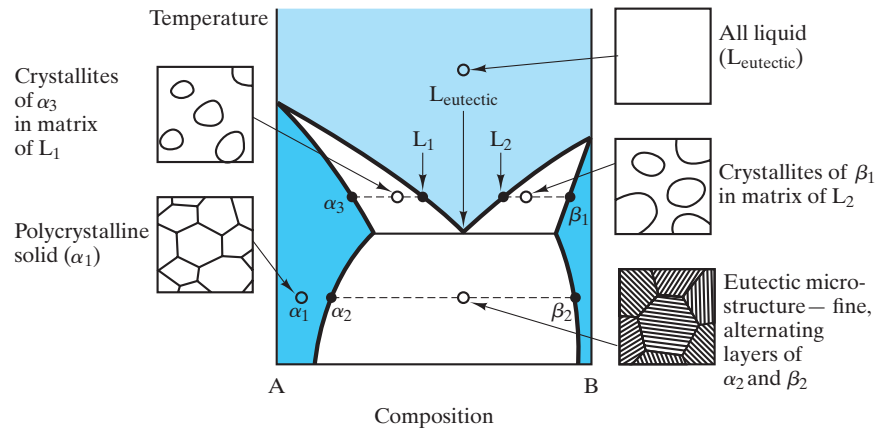 Temperature
All liquid
(L_eutectic)
Crystallites
of α₃
in matrix
of L₁
L_eutectic
L₁
L₂
Crystallites of β₁
in matrix of L₂
α₃
β₁
Polycrystalline
solid (α₁)
α₁
α₂
β₂
Eutectic micro-
structure — fine,
alternating
layers of
α₂ and β₂
A
B
Composition